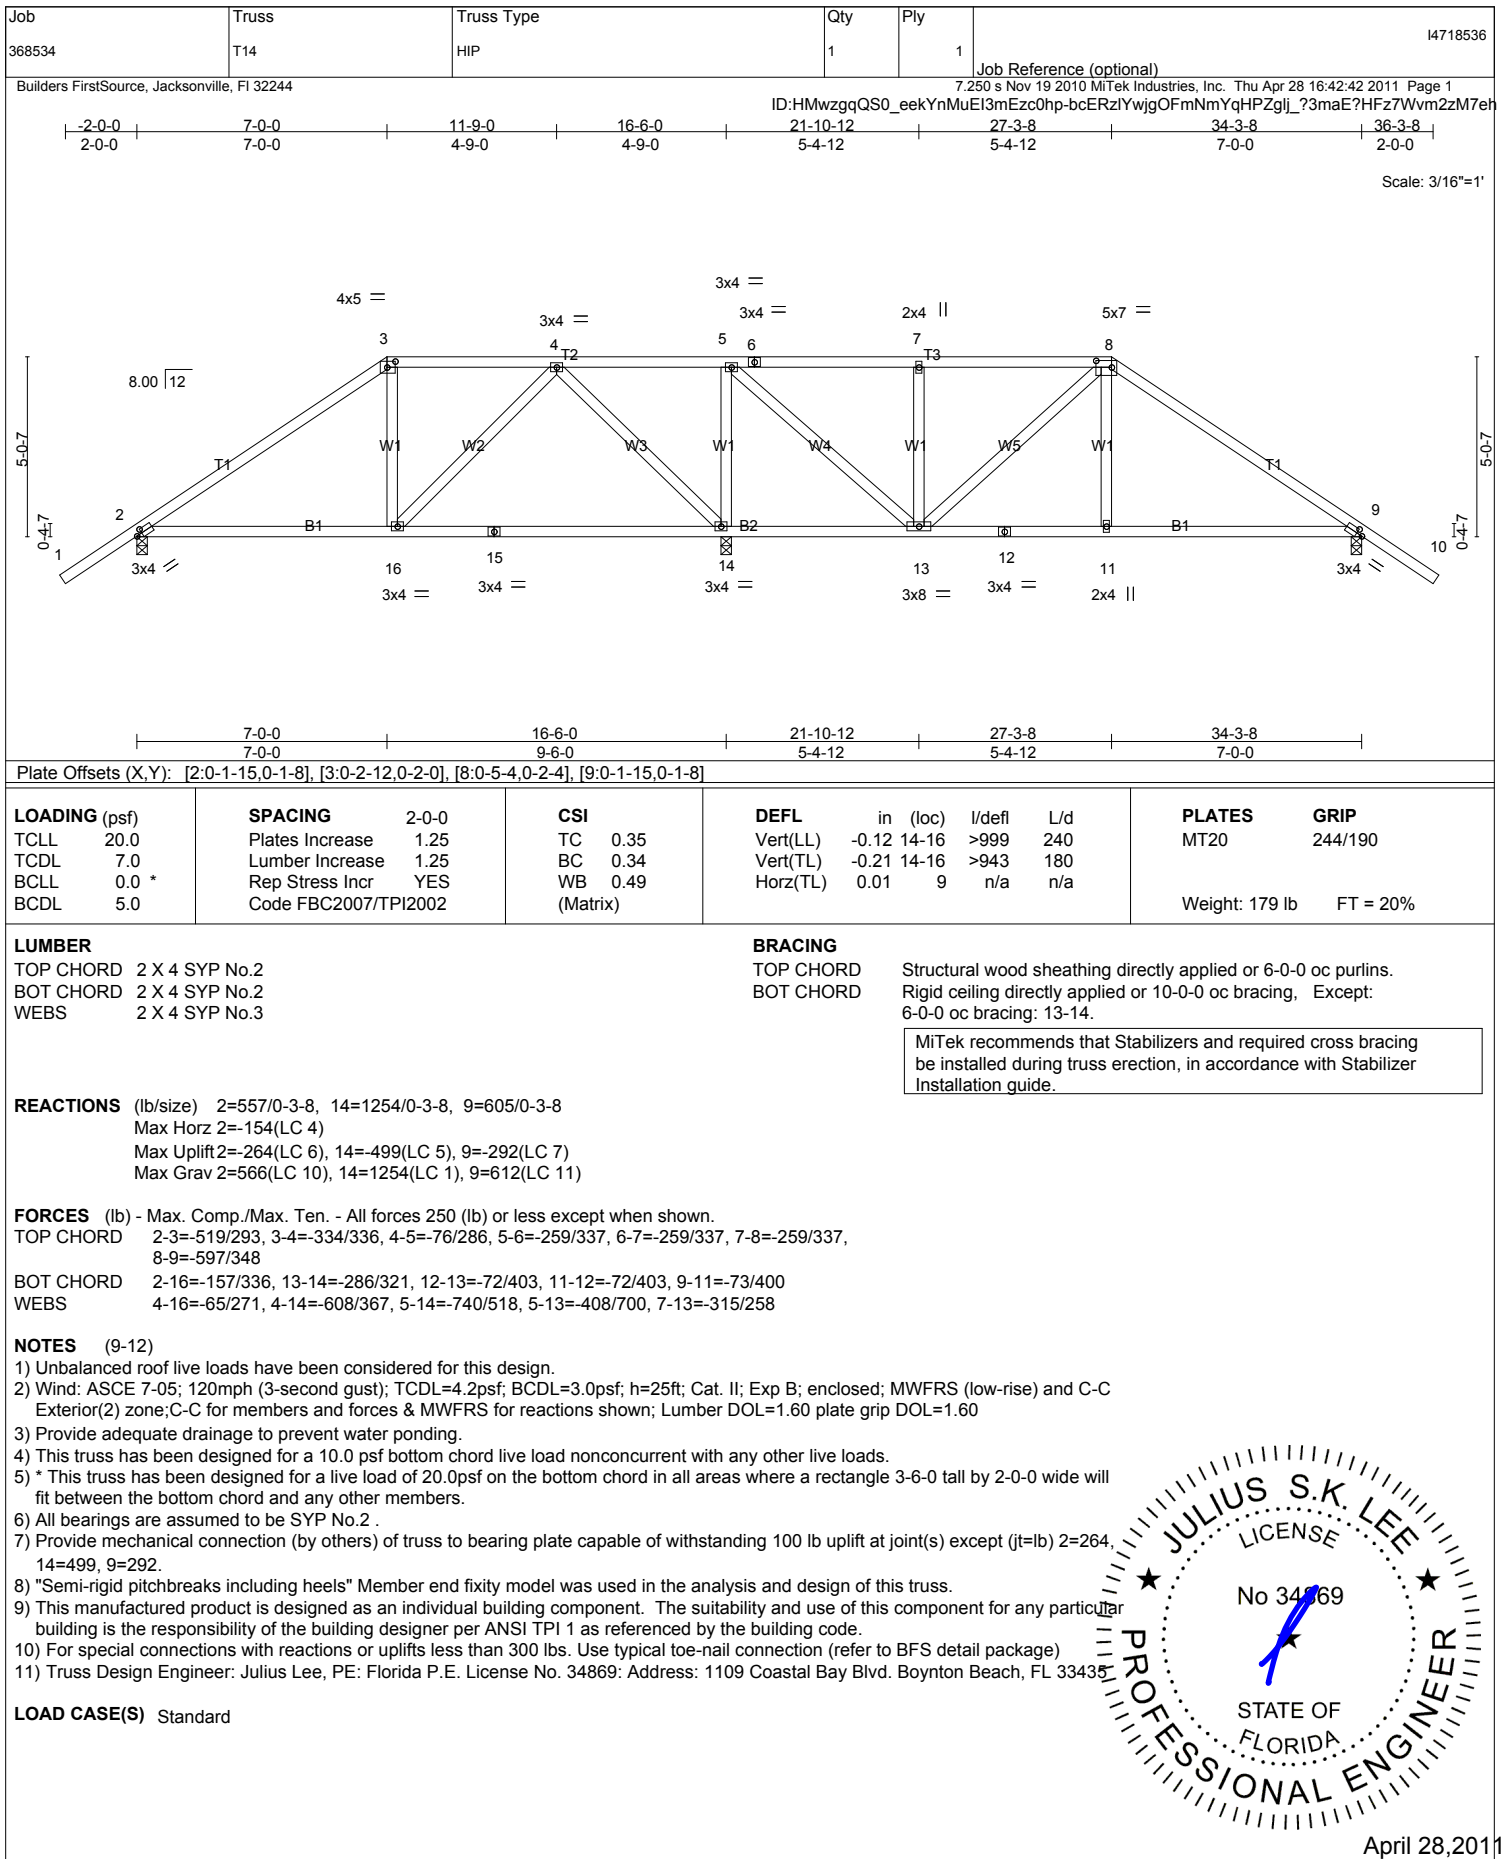 Job Truss Truss Type Qty Ply
I4718536
368534 T14 HIP 1 1
Job Reference (optional)
Builders FirstSource, Jacksonville, Fl 32244 7.250 s Nov 19 2010 MiTek Industries, Inc. Thu Apr 28 16:42:42 2011 Page 1
-2-0-0 7-0-0 11-9-0 16-6-0 21-10-12 27-3-8 34-3-8 36-3-8
2-0-0 7-0-0 4-9-0 4-9-0 5-4-12 5-4-12 7-0-0 2-0-0
Scale: 3/16"=1'
3x4 =
4x5 = 3x4 = 3x4 = 2x4 || 5x7 =
3 4 5 6 7 8
T2 T3
8.00 12
5-0-7 5-0-7
W1 W2 W3 W1 W4 W1 W5 W1
T1 T1
2 9
0-4-7 B1 B2 B1 0-4-7
1 10
3x4 16 15 14 13 12 11 3x4
3x4 = 3x4 = 3x4 = 3x8 = 3x4 = 2x4 ||
7-0-0 16-6-0 21-10-12 27-3-8 34-3-8
7-0-0 9-6-0 5-4-12 5-4-12 7-0-0
Plate Offsets (X,Y): [2:0-1-15,0-1-8], [3:0-2-12,0-2-0], [8:0-5-4,0-2-4], [9:0-1-15,0-1-8]
LOADING (psf) SPACING 2-0-0 CSI DEFL in (loc) l/defl L/d PLATES GRIP
TCLL 20.0 Plates Increase 1.25 TC 0.35 Vert(LL) -0.12 14-16 >999 240 MT20 244/190
TCDL 7.0 Lumber Increase 1.25 BC 0.34 Vert(TL) -0.21 14-16 >943 180
BCLL 0.0 * Rep Stress Incr YES WB 0.49 Horz(TL) 0.01 9 n/a n/a
BCDL 5.0 Code FBC2007/TPI2002 (Matrix) Weight: 179 lb FT = 20%
LUMBER BRACING
TOP CHORD 2 X 4 SYP No.2 TOP CHORD Structural wood sheathing directly applied or 6-0-0 oc purlins.
BOT CHORD 2 X 4 SYP No.2 BOT CHORD Rigid ceiling directly applied or 10-0-0 oc bracing, Except:
WEBS 2 X 4 SYP No.3 6-0-0 oc bracing: 13-14.
MiTek recommends that Stabilizers and required cross bracing
be installed during truss erection, in accordance with Stabilizer
Installation guide.
REACTIONS (lb/size) 2=557/0-3-8, 14=1254/0-3-8, 9=605/0-3-8
Max Horz 2=-154(LC 4)
Max Uplift 2=-264(LC 6), 14=-499(LC 5), 9=-292(LC 7)
Max Grav 2=566(LC 10), 14=1254(LC 1), 9=612(LC 11)
FORCES (lb) - Max. Comp./Max. Ten. - All forces 250 (lb) or less except when shown.
TOP CHORD 2-3=-519/293, 3-4=-334/336, 4-5=-76/286, 5-6=-259/337, 6-7=-259/337, 7-8=-259/337,
8-9=-597/348
BOT CHORD 2-16=-157/336, 13-14=-286/321, 12-13=-72/403, 11-12=-72/403, 9-11=-73/400
WEBS 4-16=-65/271, 4-14=-608/367, 5-14=-740/518, 5-13=-408/700, 7-13=-315/258
NOTES (9-12)
1) Unbalanced roof live loads have been considered for this design.
2) Wind: ASCE 7-05; 120mph (3-second gust); TCDL=4.2psf; BCDL=3.0psf; h=25ft; Cat. II; Exp B; enclosed; MWFRS (low-rise) and C-C
Exterior(2) zone;C-C for members and forces & MWFRS for reactions shown; Lumber DOL=1.60 plate grip DOL=1.60
3) Provide adequate drainage to prevent water ponding.
4) This truss has been designed for a 10.0 psf bottom chord live load nonconcurrent with any other live loads.
5) * This truss has been designed for a live load of 20.0psf on the bottom chord in all areas where a rectangle 3-6-0 tall by 2-0-0 wide will
fit between the bottom chord and any other members.
6) All bearings are assumed to be SYP No.2 .
7) Provide mechanical connection (by others) of truss to bearing plate capable of withstanding 100 lb uplift at joint(s) except (jt=lb) 2=264,
14=499, 9=292.
8) "Semi-rigid pitchbreaks including heels" Member end fixity model was used in the analysis and design of this truss.
9) This manufactured product is designed as an individual building component. The suitability and use of this component for any particular
building is the responsibility of the building designer per ANSI TPI 1 as referenced by the building code.
10) For special connections with reactions or uplifts less than 300 lbs. Use typical toe-nail connection (refer to BFS detail package)
11) Truss Design Engineer: Julius Lee, PE: Florida P.E. License No. 34869: Address: 1109 Coastal Bay Blvd. Boynton Beach, FL 33435
LOAD CASE(S) Standard
JULIUS S.K. LEE
LICENSE
No 34869
STATE OF
FLORIDA
PROFESSIONAL ENGINEER
April 28,2011